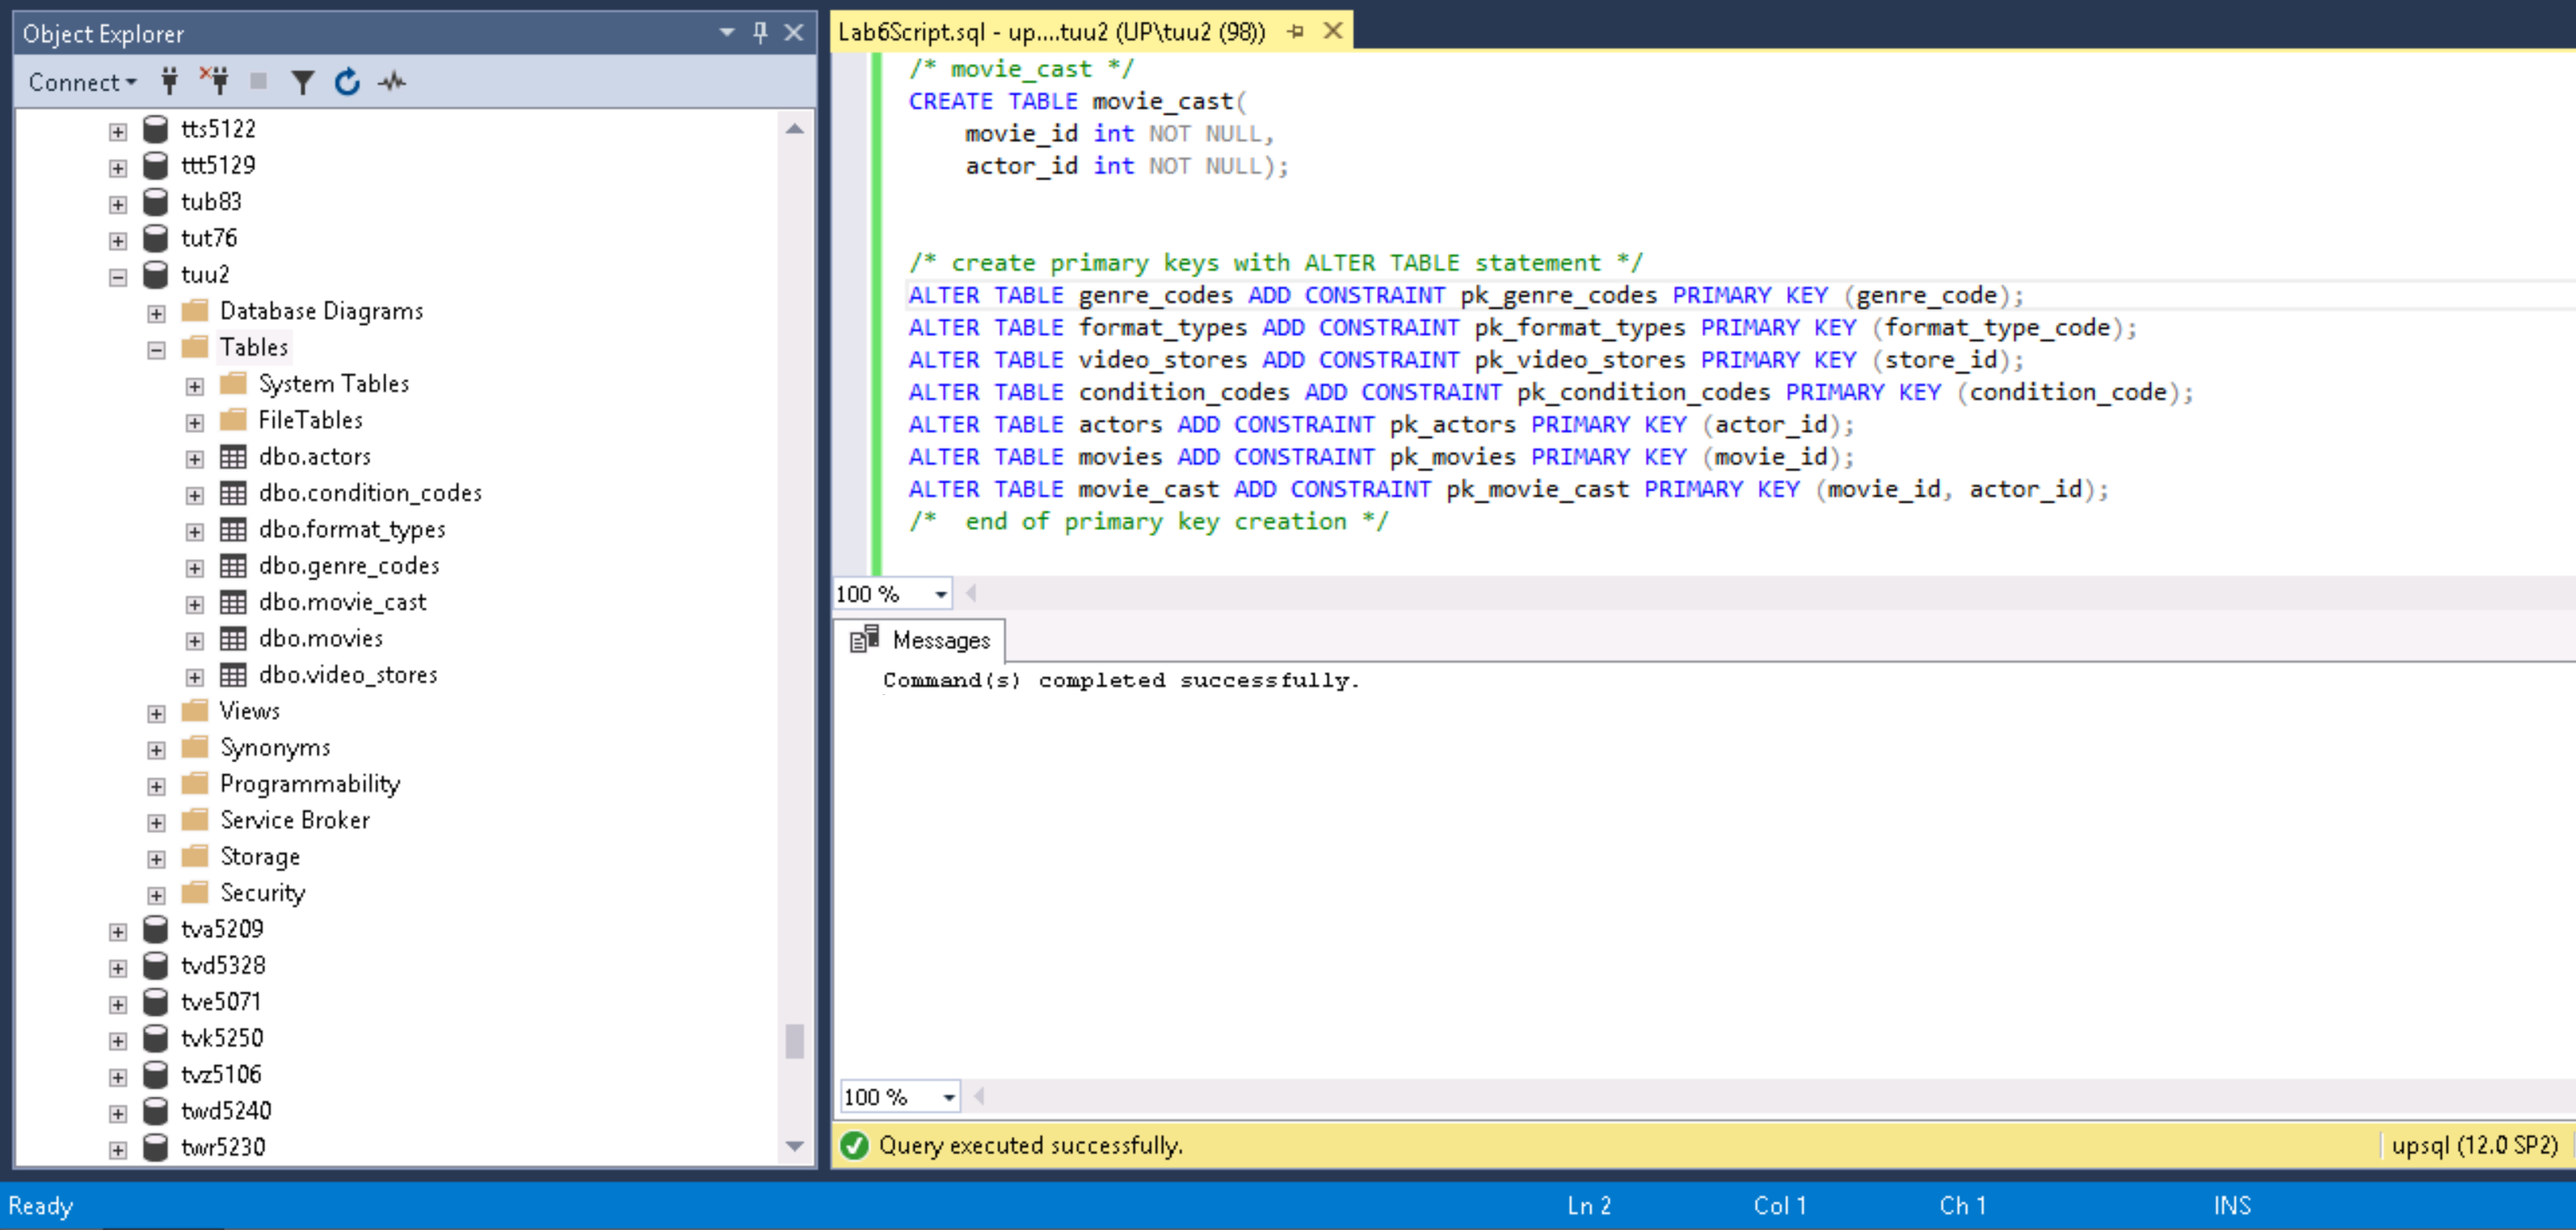 Object Explorer
Connect
tts5122
ttt5129
tub83
tut76
tuu2
Database Diagrams
Tables
System Tables
FileTables
dbo.actors
dbo.condition_codes
dbo.format_types
dbo.genre_codes
dbo.movie_cast
dbo.movies
dbo.video_stores
Views
Synonyms
Programmability
Service Broker
Storage
Security
tva5209
tvd5328
tve5071
tvk5250
tvz5106
twd5240
twr5230
Lab6Script.sql - up....tuu2 (UP\tuu2 (98))
/* movie_cast */
CREATE TABLE movie_cast(
    movie_id int NOT NULL,
    actor_id int NOT NULL);
/* create primary keys with ALTER TABLE statement */
ALTER TABLE genre_codes ADD CONSTRAINT pk_genre_codes PRIMARY KEY (genre_code);
ALTER TABLE format_types ADD CONSTRAINT pk_format_types PRIMARY KEY (format_type_code);
ALTER TABLE video_stores ADD CONSTRAINT pk_video_stores PRIMARY KEY (store_id);
ALTER TABLE condition_codes ADD CONSTRAINT pk_condition_codes PRIMARY KEY (condition_code);
ALTER TABLE actors ADD CONSTRAINT pk_actors PRIMARY KEY (actor_id);
ALTER TABLE movies ADD CONSTRAINT pk_movies PRIMARY KEY (movie_id);
ALTER TABLE movie_cast ADD CONSTRAINT pk_movie_cast PRIMARY KEY (movie_id, actor_id);
/*  end of primary key creation */
100 %
Messages
Command(s) completed successfully.
100 %
Query executed successfully.
upsql (12.0 SP2)
Ready
Ln 2
Col 1
Ch 1
INS